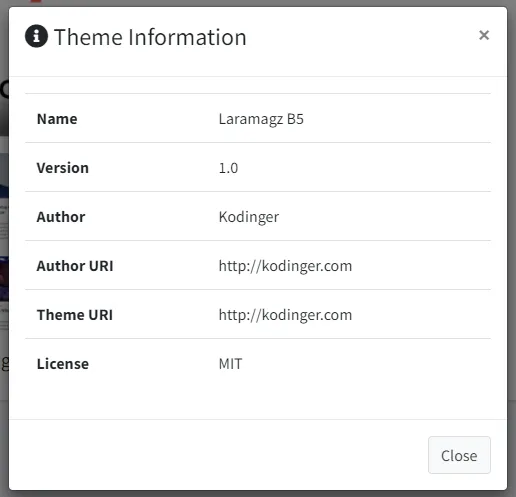 Theme Information ×
Name Laramagz B5
Version 1.0
Author Kodinger
Author URI http://kodinger.com
Theme URI http://kodinger.com
License MIT
Close